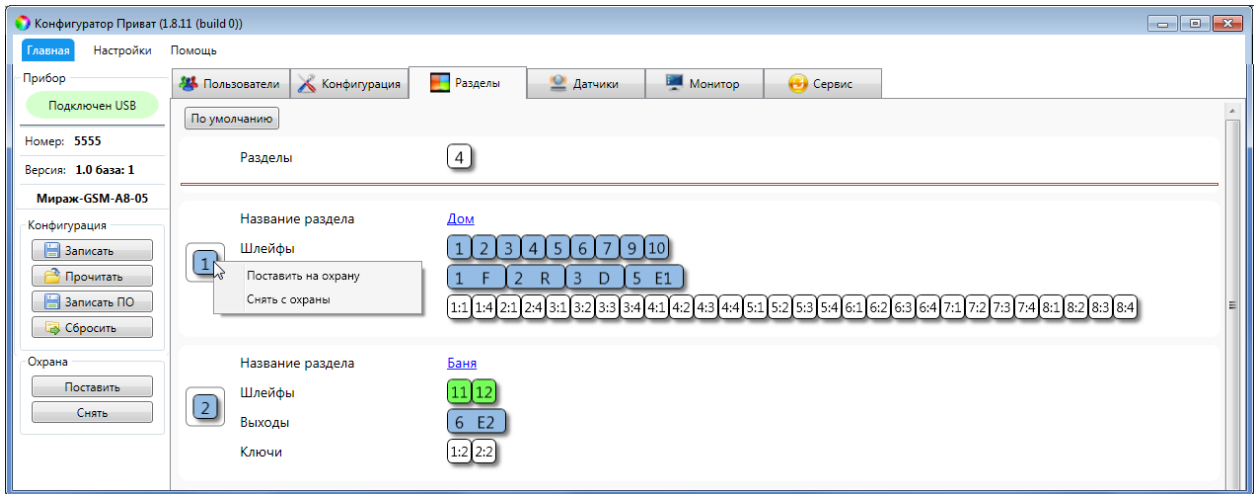 Конфигуратор Приват (1.8.11 (build 0))
Главная Настройки Помощь
Прибор
Подключен USB
Номер: 5555
Версия: 1.0 база: 1
Мираж-GSM-A8-05
Конфигурация
Записать
Прочитать
Записать ПО
Сбросить
Охрана
Поставить
Снять
Пользователи Конфигурация Разделы Датчики Монитор Сервис
По умолчанию
Разделы 4
Название раздела Дом
1 Шлейфы 1 2 3 4 5 6 7 9 10
Поставить на охрану 1 F 2 R 3 D 5 E1
Снять с охраны 1:1 1:4 2:1 2:4 3:1 3:2 3:3 3:4 4:1 4:2 4:3 4:4 5:1 5:2 5:3 5:4 6:1 6:2 6:3 6:4 7:1 7:2 7:3 7:4 8:1 8:2 8:3 8:4
Название раздела Баня
Шлейфы 11 12
2 Выходы 6 E2
Ключи 1:2 2:2